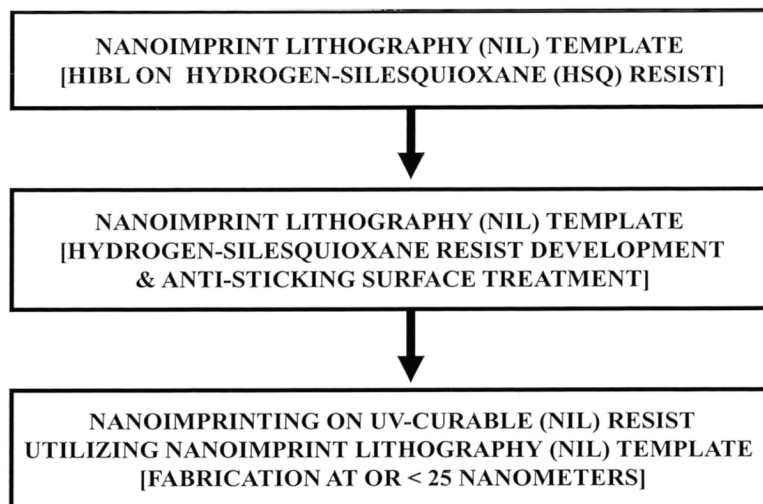 NANOIMPRINT LITHOGRAPHY (NIL) TEMPLATE
[HIBL ON HYDROGEN-SILESQUIOXANE (HSQ) RESIST]
NANOIMPRINT LITHOGRAPHY (NIL) TEMPLATE
[HYDROGEN-SILESQUIOXANE RESIST DEVELOPMENT
& ANTI-STICKING SURFACE TREATMENT]
NANOIMPRINTING ON UV-CURABLE (NIL) RESIST
UTILIZING NANOIMPRINT LITHOGRAPHY (NIL) TEMPLATE
[FABRICATION AT OR < 25 NANOMETERS]